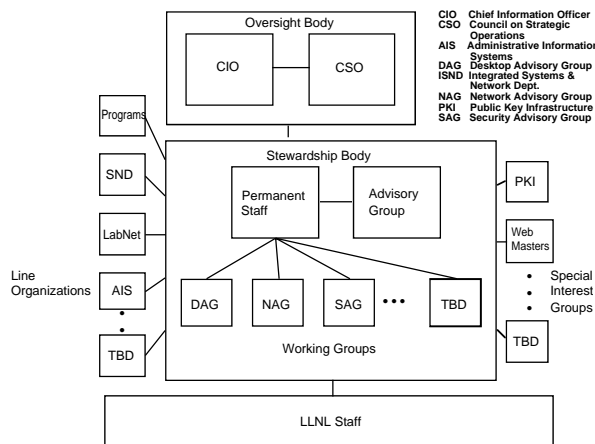 Oversight Body
CIO
CSO
CIO Chief Information Officer
CSO Council on Strategic
Operations
AIS Administrative Information
Systems
DAG Desktop Advisory Group
ISND Integrated Systems &
Network Dept.
NAG Network Advisory Group
PKI Public Key Infrastructure
SAG Security Advisory Group
Programs
SND
LabNet
Line
Organizations
AIS
TBD
Stewardship Body
Permanent
Staff
Advisory
Group
DAG
NAG
SAG
•••
TBD
Working Groups
PKI
Web
Masters
• Special
• Interest
• Groups
TBD
LLNL Staff